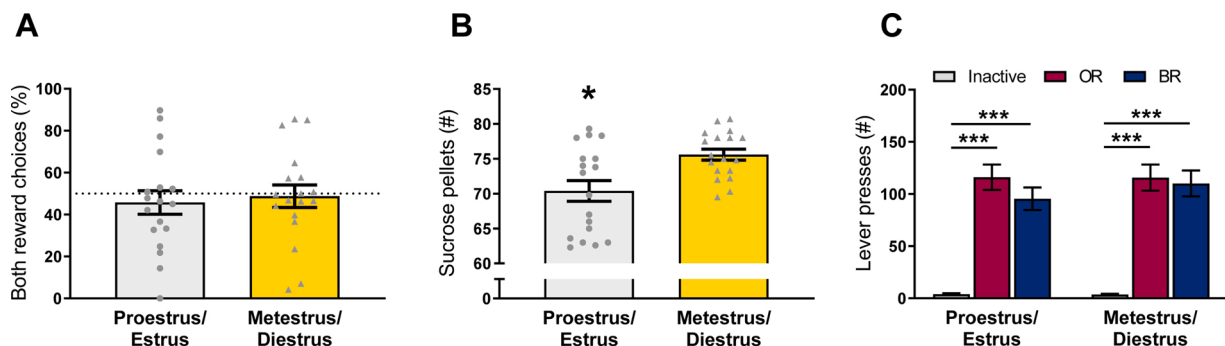 A
Both reward choices (%)
100
80
60
40
20
0
Proestrus/
Estrus
Metestrus/
Diestrus
B
Sucrose pellets (#)
85
80
75
70
65
60
0
*
Proestrus/
Estrus
Metestrus/
Diestrus
C
Inactive OR BR
Lever presses (#)
200
150
100
50
0
***
***
***
***
Proestrus/
Estrus
Metestrus/
Diestrus